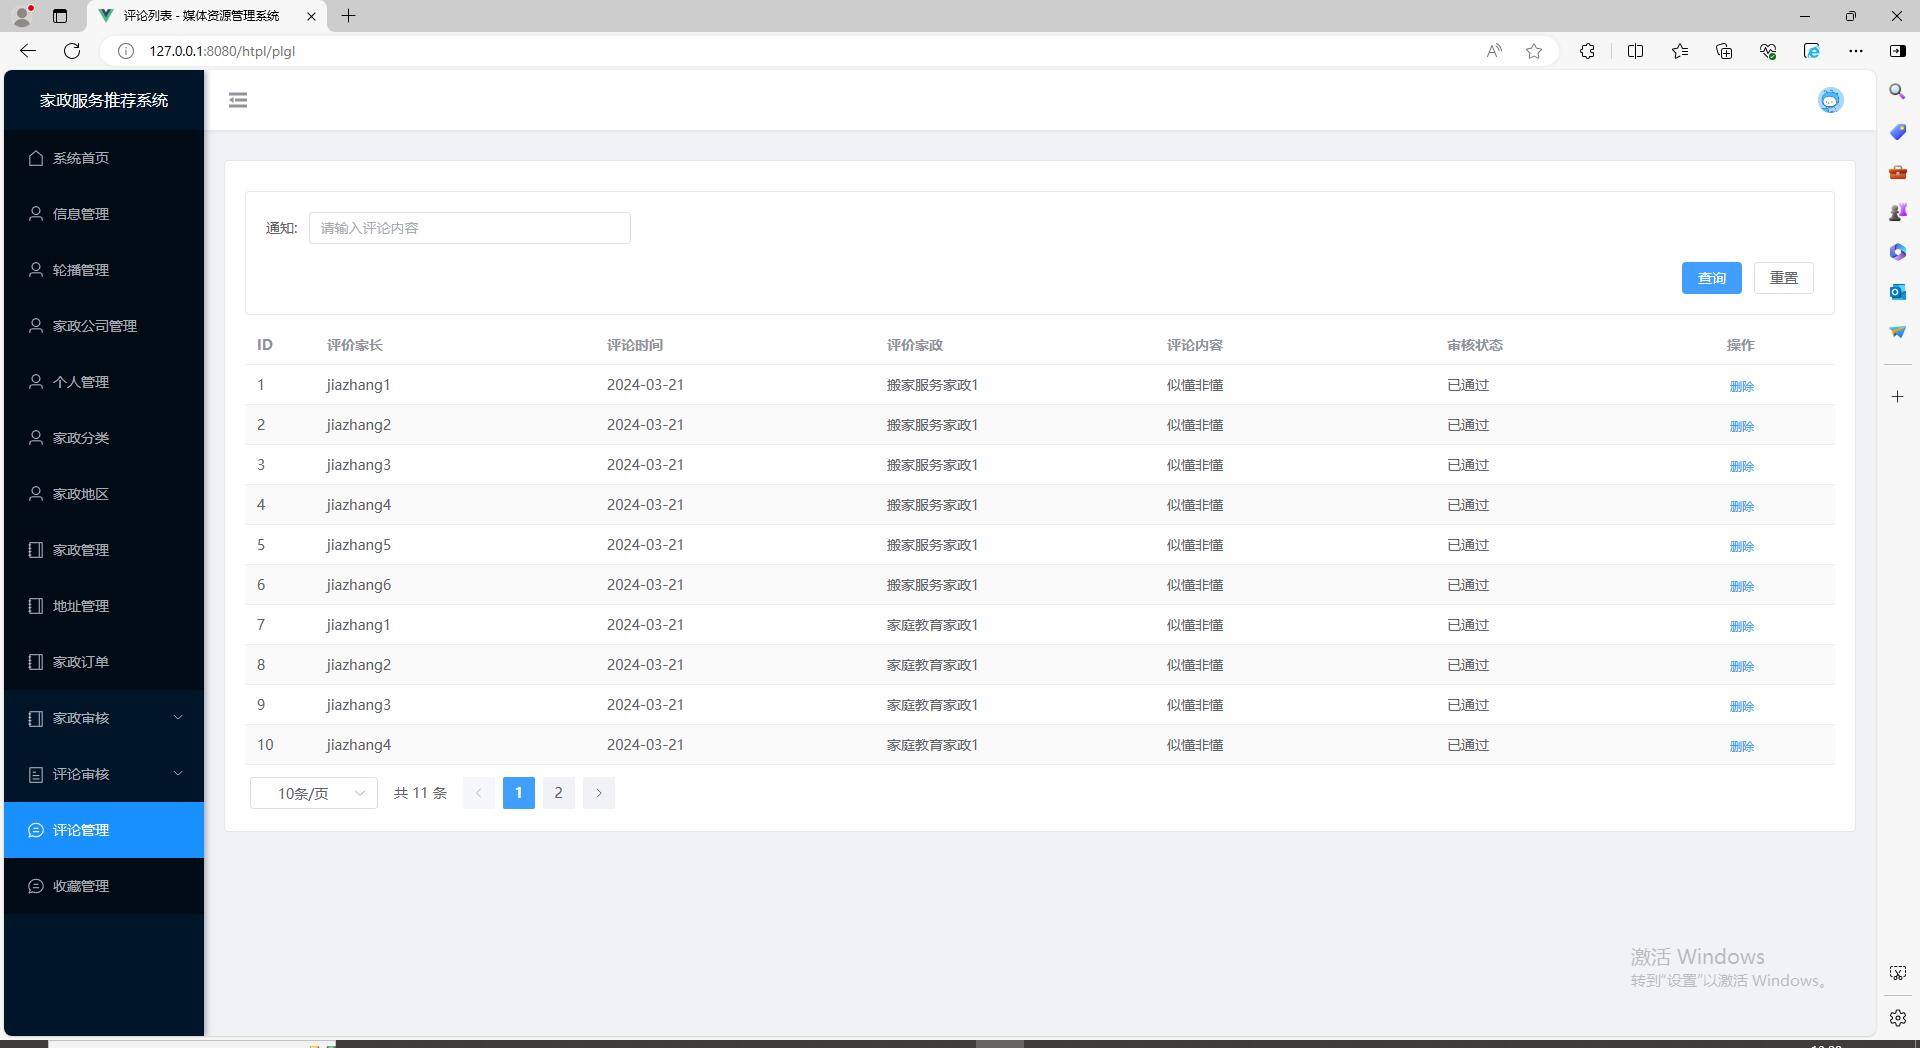 评论列表 - 媒体资源管理系统
127.0.0.1:8080/htpl/plgl
家政服务推荐系统
系统首页
信息管理
轮播管理
家政公司管理
个人管理
家政分类
家政地区
家政管理
地址管理
家政订单
家政审核
评论审核
评论管理
收藏管理
通知: 请输入评论内容
查询 重置
ID 评价家长 评论时间 评价家政 评论内容 审核状态 操作
1 jiazhang1 2024-03-21 搬家服务家政1 似懂非懂 已通过 删除
2 jiazhang2 2024-03-21 搬家服务家政1 似懂非懂 已通过 删除
3 jiazhang3 2024-03-21 搬家服务家政1 似懂非懂 已通过 删除
4 jiazhang4 2024-03-21 搬家服务家政1 似懂非懂 已通过 删除
5 jiazhang5 2024-03-21 搬家服务家政1 似懂非懂 已通过 删除
6 jiazhang6 2024-03-21 搬家服务家政1 似懂非懂 已通过 删除
7 jiazhang1 2024-03-21 家庭教育家政1 似懂非懂 已通过 删除
8 jiazhang2 2024-03-21 家庭教育家政1 似懂非懂 已通过 删除
9 jiazhang3 2024-03-21 家庭教育家政1 似懂非懂 已通过 删除
10 jiazhang4 2024-03-21 家庭教育家政1 似懂非懂 已通过 删除
10条/页 共 11 条 1 2
激活 Windows
转到"设置"以激活 Windows。